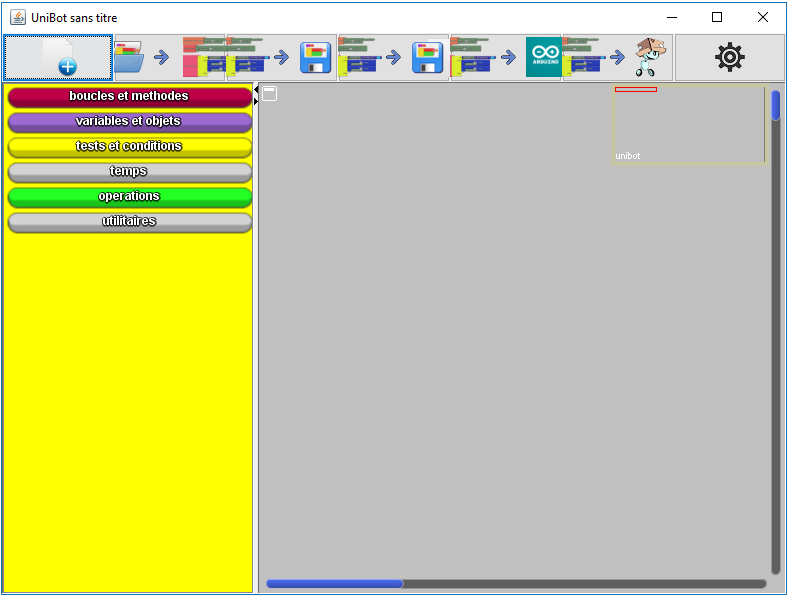 UniBot sans titre
ARDUINO
boucles et methodes
variables et objets
tests et conditions
temps
operations
utilitaires
unibot